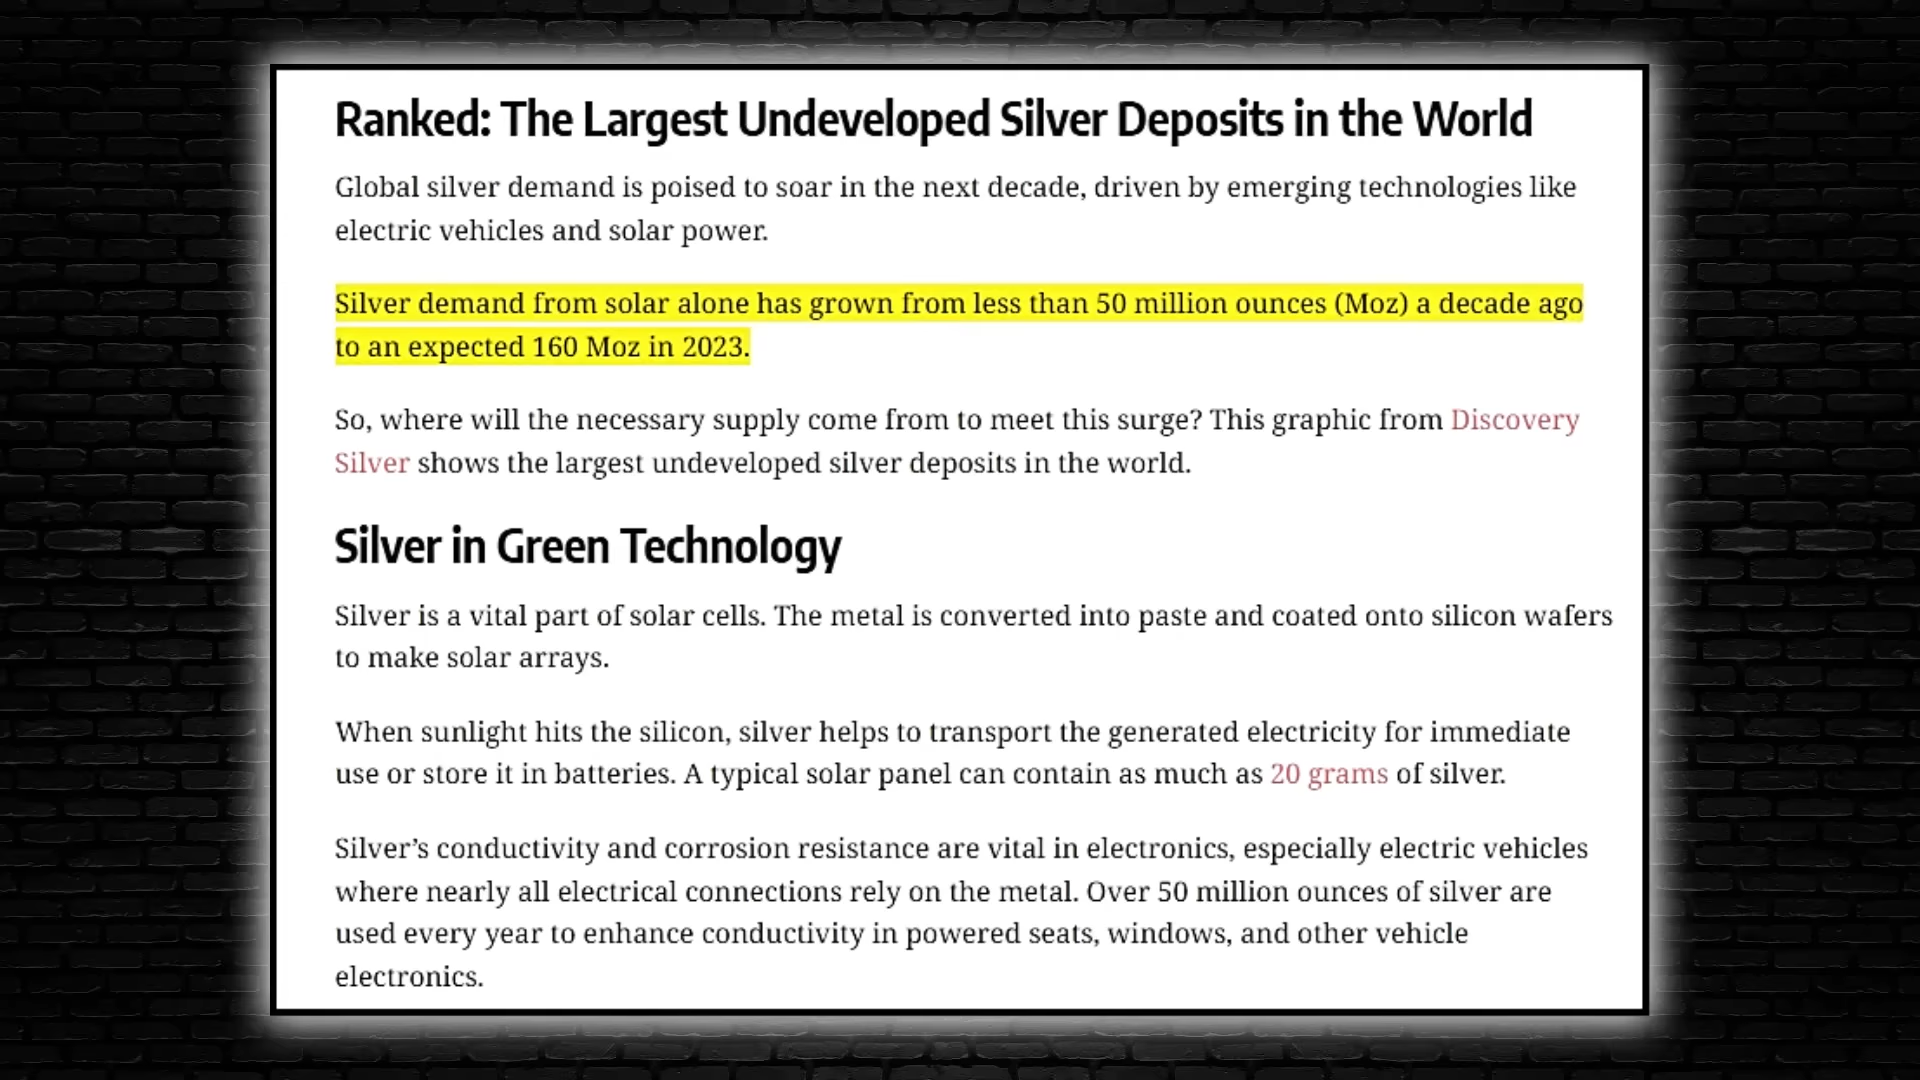 Ranked: The Largest Undeveloped Silver Deposits in the World
Global silver demand is poised to soar in the next decade, driven by emerging technologies like
electric vehicles and solar power.
Silver demand from solar alone has grown from less than 50 million ounces (Moz) a decade ago
to an expected 160 Moz in 2023.
So, where will the necessary supply come from to meet this surge? This graphic from Discovery
Silver shows the largest undeveloped silver deposits in the world.
Silver in Green Technology
Silver is a vital part of solar cells. The metal is converted into paste and coated onto silicon wafers
to make solar arrays.
When sunlight hits the silicon, silver helps to transport the generated electricity for immediate
use or store it in batteries. A typical solar panel can contain as much as 20 grams of silver.
Silver’s conductivity and corrosion resistance are vital in electronics, especially electric vehicles
where nearly all electrical connections rely on the metal. Over 50 million ounces of silver are
used every year to enhance conductivity in powered seats, windows, and other vehicle
electronics.